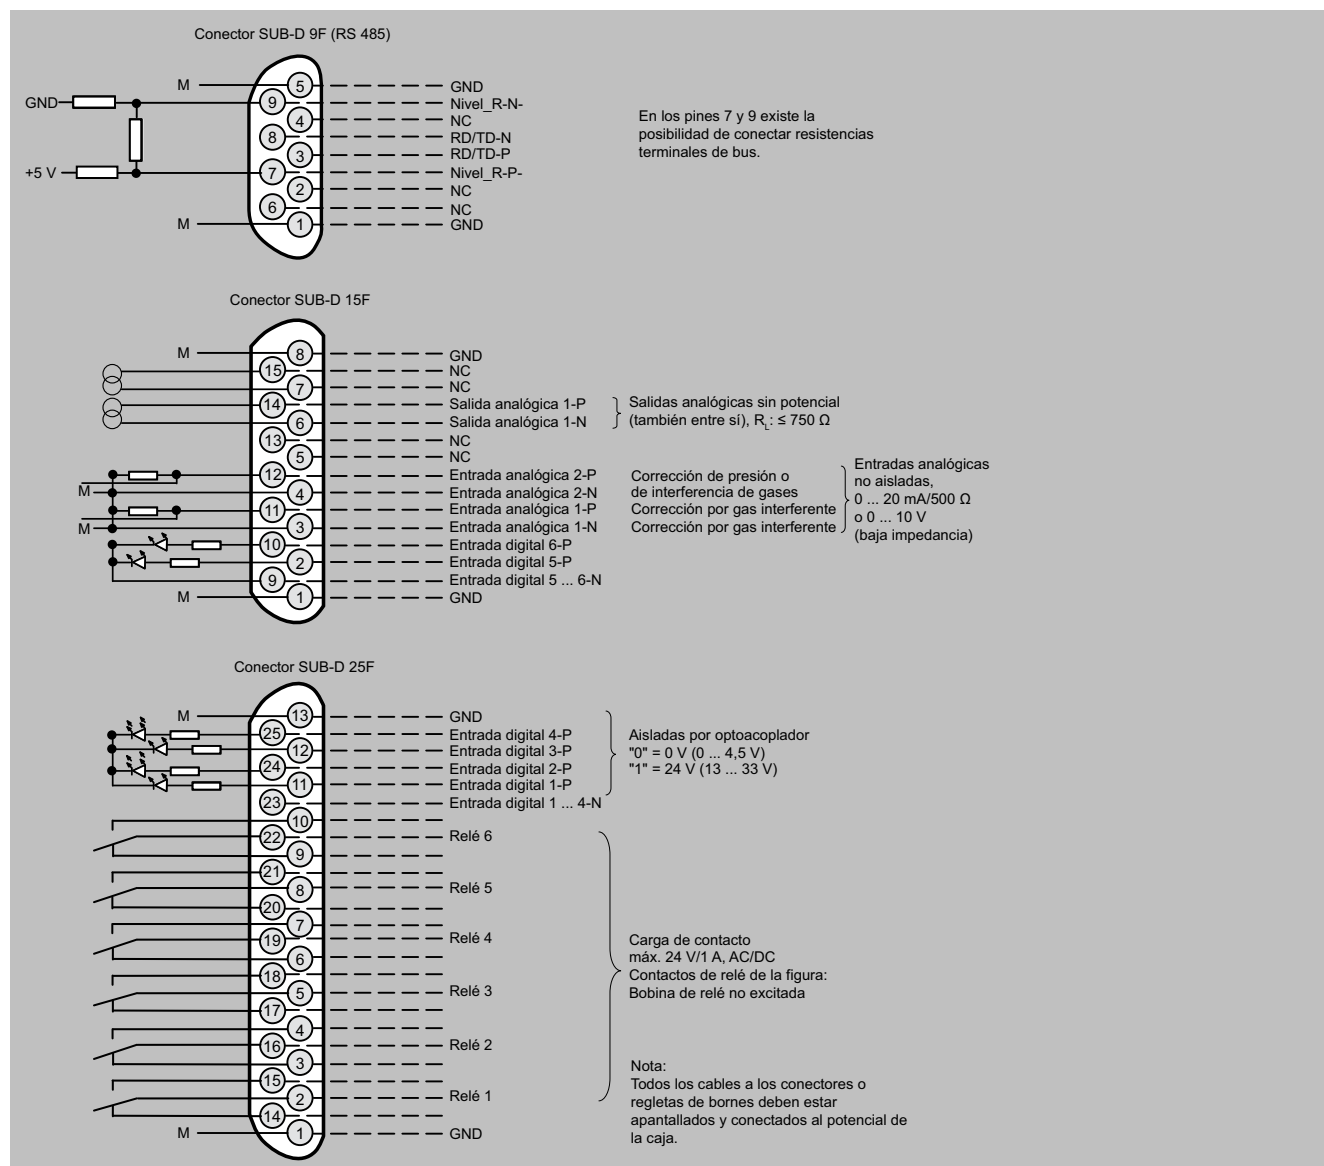 Conector SUB-D 9F (RS 485)
M 5 GND
GND 9 Nivel_R-N-
4 NC
8 RD/TD-N
3 RD/TD-P
+5 V 7 Nivel_R-P-
2 NC
6 NC
M 1 GND
En los pines 7 y 9 existe la
posibilidad de conectar resistencias
terminales de bus.
Conector SUB-D 15F
M 8 GND
15 NC
7 NC
14 Salida analógica 1-P
6 Salida analógica 1-N
Salidas analógicas sin potencial
(también entre sí), RL: ≤ 750 Ω
13 NC
5 NC
12 Entrada analógica 2-P Corrección de presión o
M 4 Entrada analógica 2-N de interferencia de gases
11 Entrada analógica 1-P Corrección por gas interferente
M 3 Entrada analógica 1-N Corrección por gas interferente
Entradas analógicas
no aisladas,
0 ... 20 mA/500 Ω
o 0 ... 10 V
(baja impedancia)
10 Entrada digital 6-P
2 Entrada digital 5-P
9 Entrada digital 5 ... 6-N
M 1 GND
Conector SUB-D 25F
M 13 GND
25 Entrada digital 4-P
12 Entrada digital 3-P
24 Entrada digital 2-P
11 Entrada digital 1-P
23 Entrada digital 1 ... 4-N
Aisladas por optoacoplador
"0" = 0 V (0 ... 4,5 V)
"1" = 24 V (13 ... 33 V)
10
22 Relé 6
9
21
8 Relé 5
20
7
19 Relé 4
6
18
5 Relé 3
17
4
16 Relé 2
3
15
2 Relé 1
14
M 1 GND
Carga de contacto
máx. 24 V/1 A, AC/DC
Contactos de relé de la figura:
Bobina de relé no excitada
Nota:
Todos los cables a los conectores o
regletas de bornes deben estar
apantallados y conectados al potencial de
la caja.